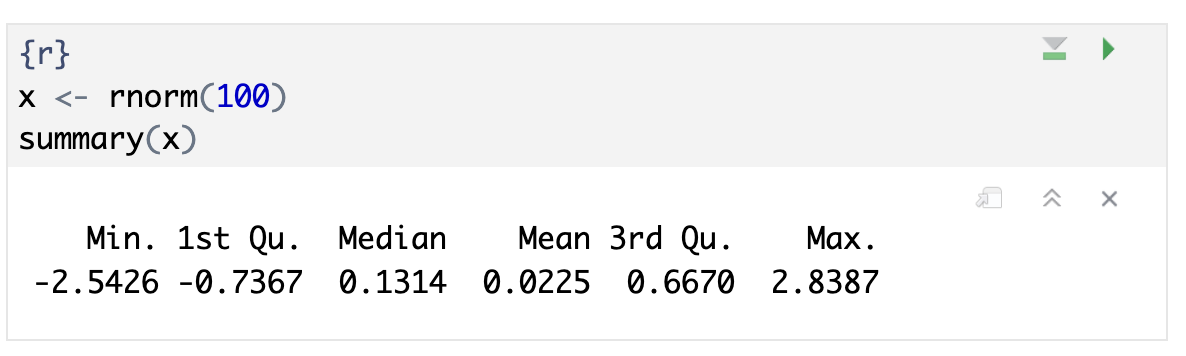 {r}
x <- rnorm(100)
summary(x)
Min. 1st Qu. Median Mean 3rd Qu. Max.
-2.5426 -0.7367 0.1314 0.0225 0.6670 2.8387